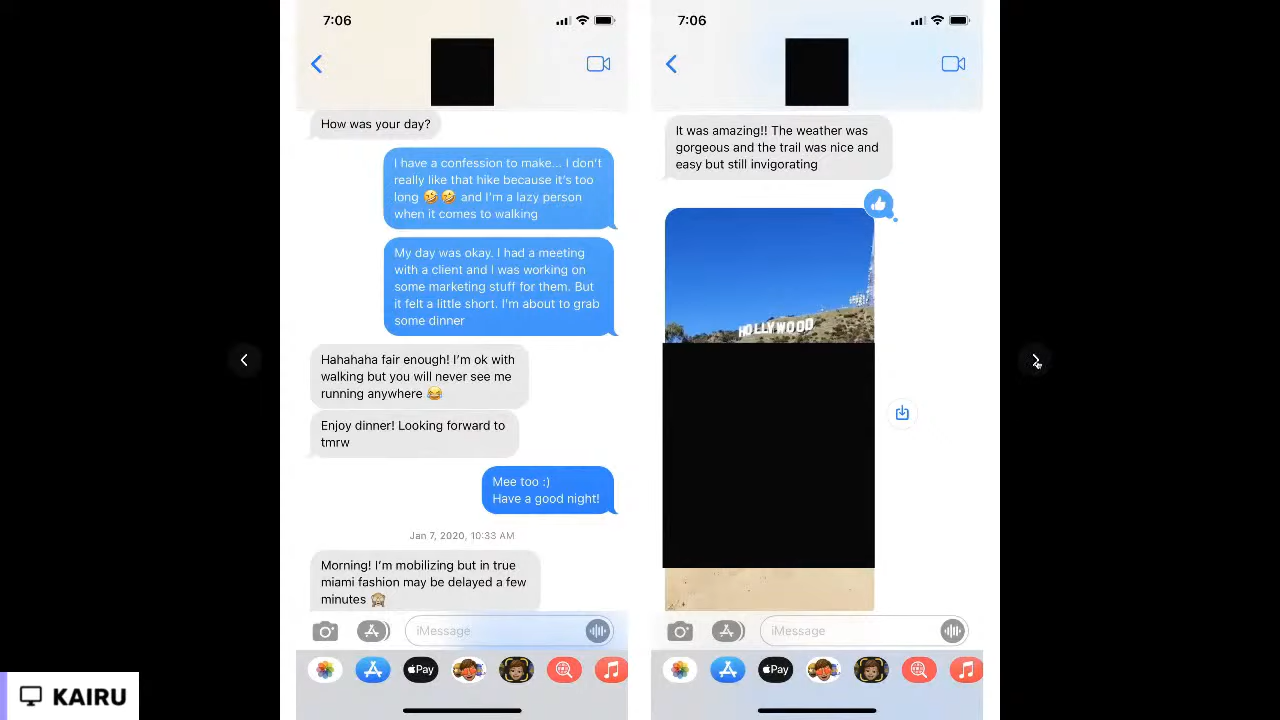 7:06
How was your day?
I have a confession to make... I don't
really like that hike because it's too
long 🤣 🤣 and I'm a lazy person
when it comes to walking
My day was okay. I had a meeting
with a client and I was working on
some marketing stuff for them. But
it felt a little short. I'm about to grab
some dinner
Hahahaha fair enough! I'm ok with
walking but you will never see me
running anywhere 😂
Enjoy dinner! Looking forward to
tmrw
Mee too :)
Have a good night!
Jan 7, 2020, 10:33 AM
Morning! I'm mobilizing but in true
miami fashion may be delayed a few
minutes 🙈
iMessage
Pay
7:06
It was amazing!! The weather was
gorgeous and the trail was nice and
easy but still invigorating
HOLLYWOOD
iMessage
Pay
KAIRU